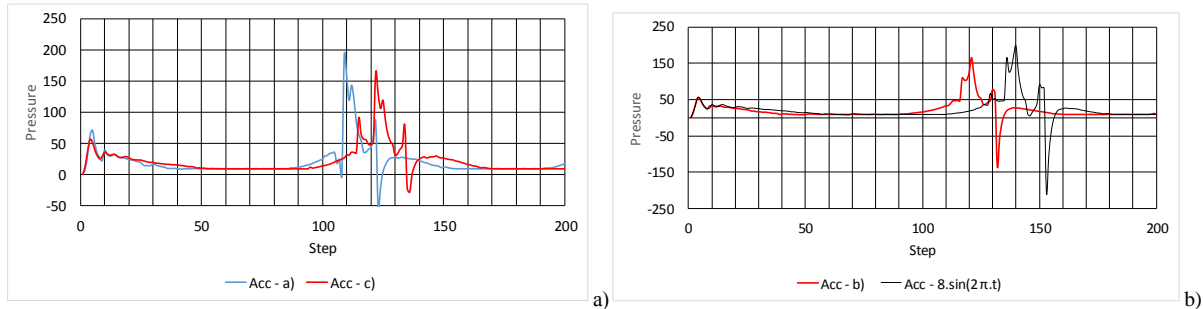 250
200
150
100
50
0
-50
Pressure
0 50 100 150 200
Step
Acc - a) Acc - c)
a)
250
150
50
-50
-150
-250
Pressure
0 50 100 150 200
Step
Acc - b) Acc - 8.sin(2π.t)
b)